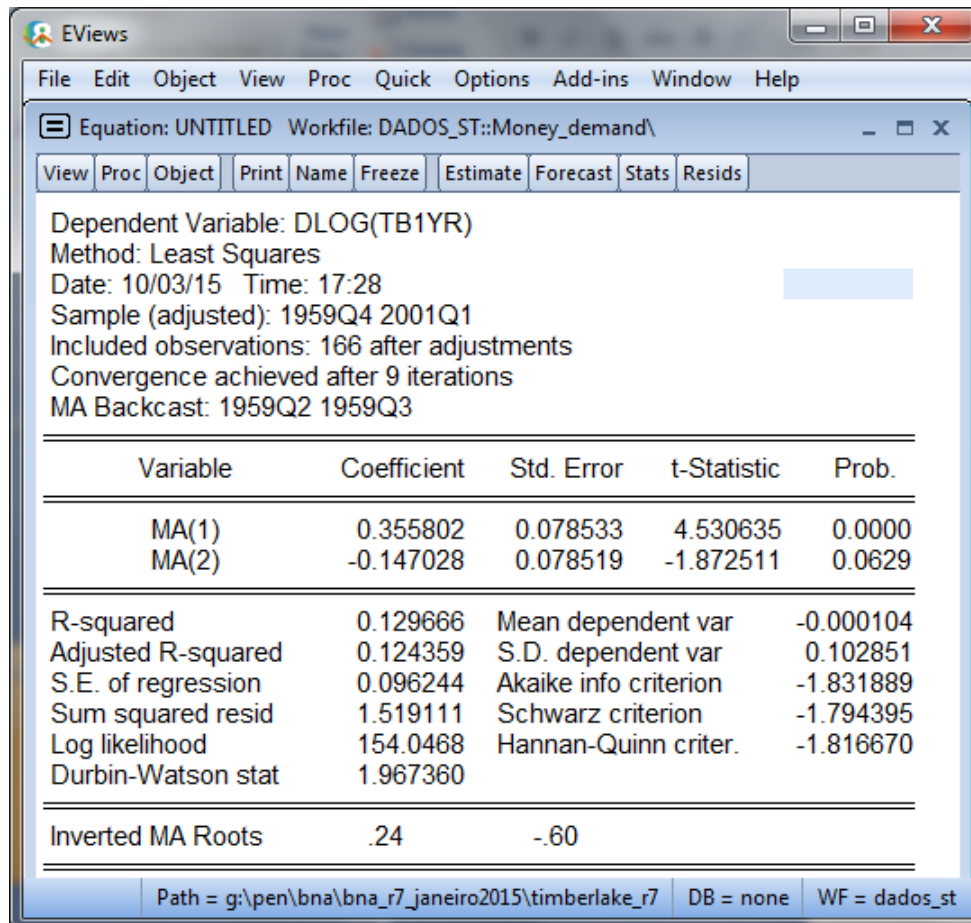 EViews
File Edit Object View Proc Quick Options Add-ins Window Help
Equation: UNTITLED Workfile: DADOS_ST::Money_demand\
View Proc Object Print Name Freeze Estimate Forecast Stats Resids
Dependent Variable: DLOG(TB1YR)
Method: Least Squares
Date: 10/03/15 Time: 17:28
Sample (adjusted): 1959Q4 2001Q1
Included observations: 166 after adjustments
Convergence achieved after 9 iterations
MA Backcast: 1959Q2 1959Q3
Variable Coefficient Std. Error t-Statistic Prob.
MA(1) 0.355802 0.078533 4.530635 0.0000
MA(2) -0.147028 0.078519 -1.872511 0.0629
R-squared 0.129666 Mean dependent var -0.000104
Adjusted R-squared 0.124359 S.D. dependent var 0.102851
S.E. of regression 0.096244 Akaike info criterion -1.831889
Sum squared resid 1.519111 Schwarz criterion -1.794395
Log likelihood 154.0468 Hannan-Quinn criter. -1.816670
Durbin-Watson stat 1.967360
Inverted MA Roots .24 -.60
Path = g:\pen\bna\bna_r7_janeiro2015\timberlake_r7 DB = none WF = dados_st